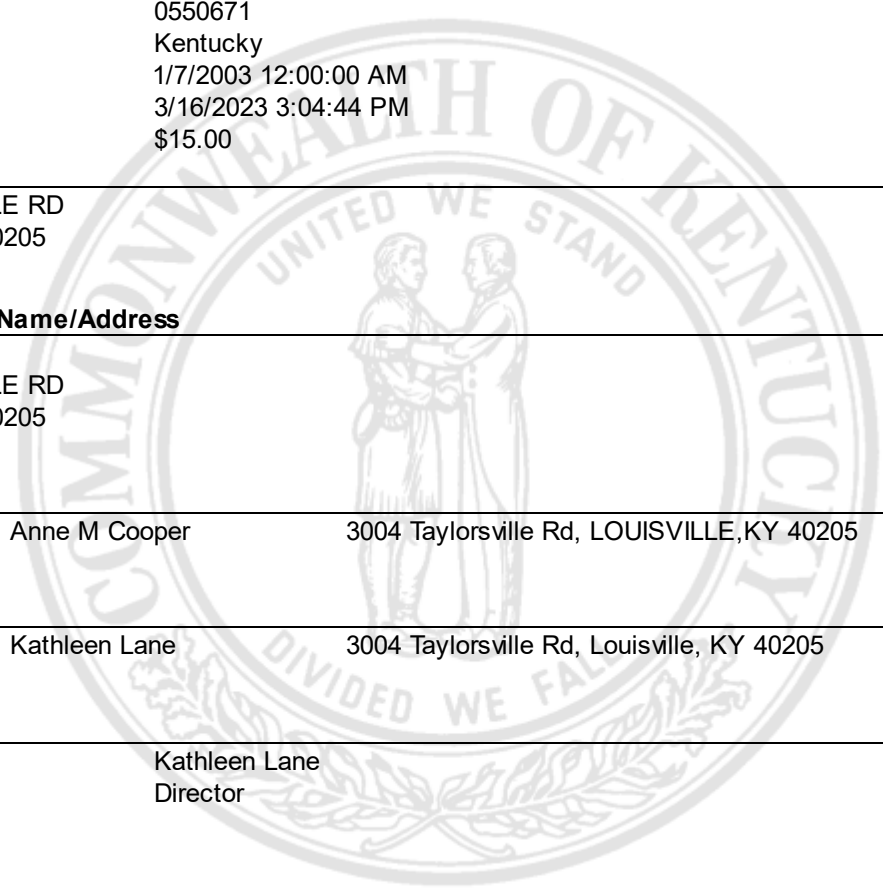 0550671
Kentucky
1/7/2003 12:00:00 AM
3/16/2023 3:04:44 PM
$15.00
COMMONWEALTH OF KENTUCKY
UNITED WE STAND
LE RD
0205
Name/Address
LE RD
0205
Anne M Cooper 3004 Taylorsville Rd, LOUISVILLE,KY 40205
Kathleen Lane 3004 Taylorsville Rd, Louisville, KY 40205
DIVIDED WE FALL
Kathleen Lane
Director